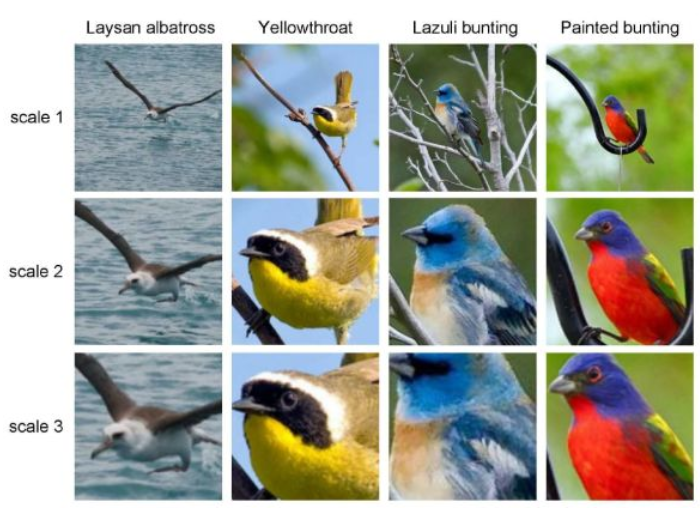 Laysan albatross Yellowthroat Lazuli bunting Painted bunting
scale 1
scale 2
scale 3